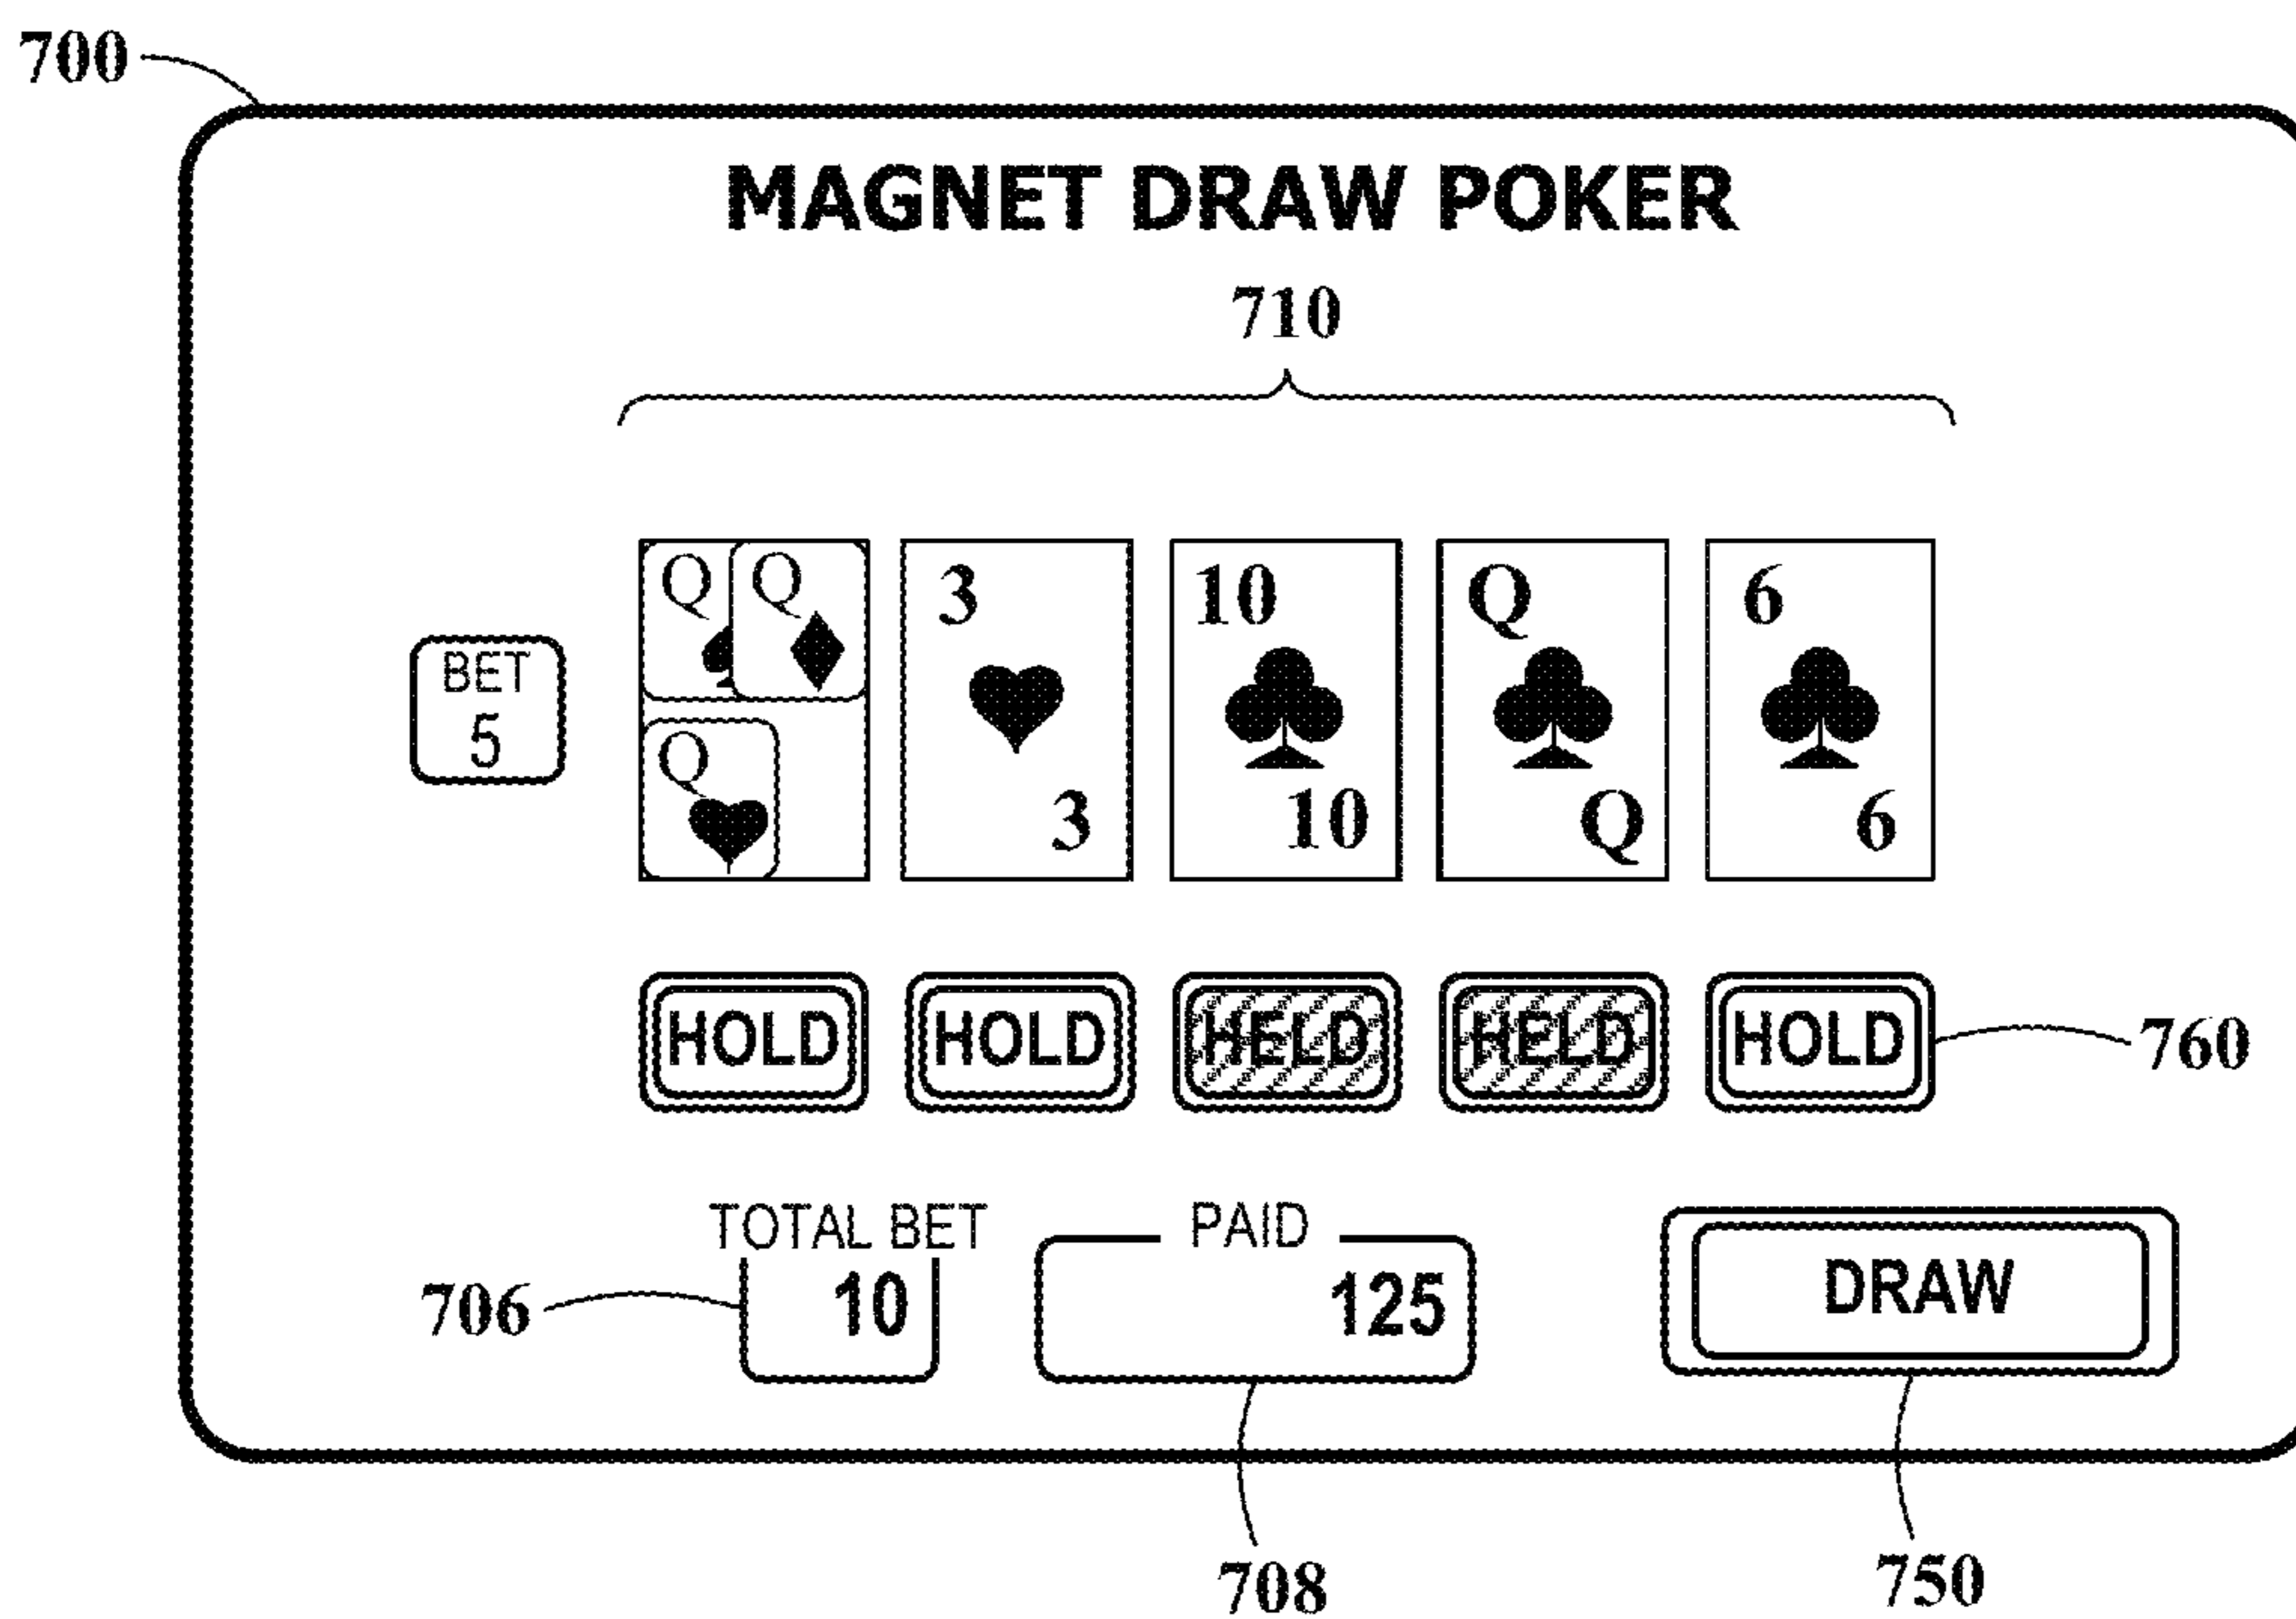 700
MAGNET DRAW POKER
710
Q Q 3 10 Q 6
BET
5
Q
3 10 Q 6
HOLD HOLD HELD HELD HOLD
760
TOTAL BET PAID
706 10 125 DRAW
708 750